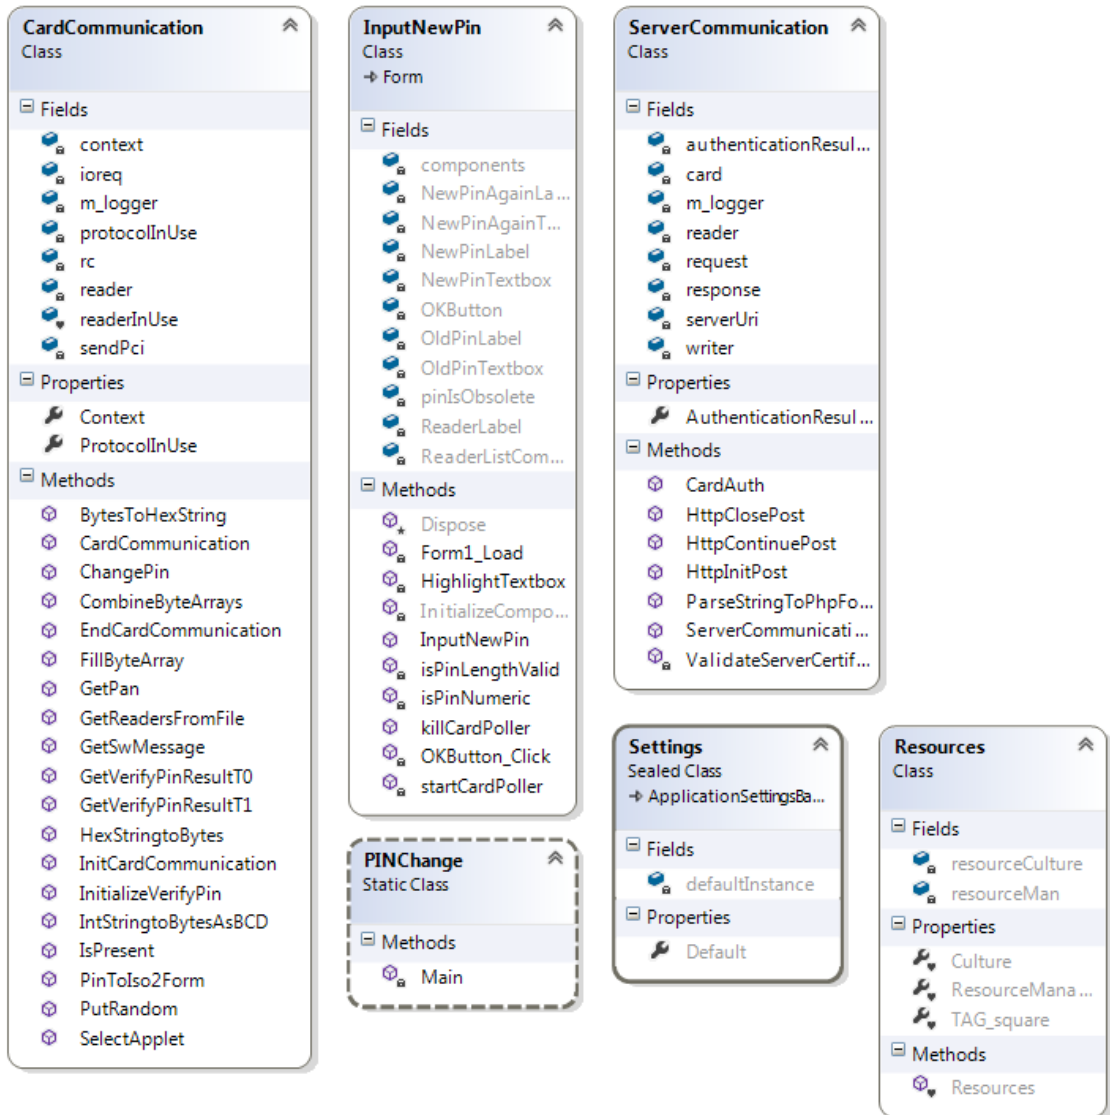 CardCommunication
Class
Fields
context
ioreq
m_logger
protocolInUse
rc
reader
readerInUse
sendPci
Properties
Context
ProtocolInUse
Methods
BytesToHexString
CardCommunication
ChangePin
CombineByteArrays
EndCardCommunication
FillByteArray
GetPan
GetReadersFromFile
GetSwMessage
GetVerifyPinResultT0
GetVerifyPinResultT1
HexStringtoBytes
InitCardCommunication
InitializeVerifyPin
IntStringtoBytesAsBCD
IsPresent
PinToIso2Form
PutRandom
SelectApplet
InputNewPin
Class
Form
Fields
components
NewPinAgainLa...
NewPinAgainT...
NewPinLabel
NewPinTextbox
OKButton
OldPinLabel
OldPinTextbox
pinIsObsolete
ReaderLabel
ReaderListCom...
Methods
Dispose
Form1_Load
HighlightTextbox
InitializeCompo...
InputNewPin
isPinLengthValid
isPinNumeric
killCardPoller
OKButton_Click
startCardPoller
PINChange
Static Class
Methods
Main
ServerCommunication
Class
Fields
authenticationResul...
card
m_logger
reader
request
response
serverUri
writer
Properties
AuthenticationResul...
Methods
CardAuth
HttpClosePost
HttpContinuePost
HttpInitPost
ParseStringToPhpFo...
ServerCommunicati...
ValidateServerCertif...
Settings
Sealed Class
ApplicationSettingsBa...
Fields
defaultInstance
Properties
Default
Resources
Class
Fields
resourceCulture
resourceMan
Properties
Culture
ResourceMana...
TAG_square
Methods
Resources